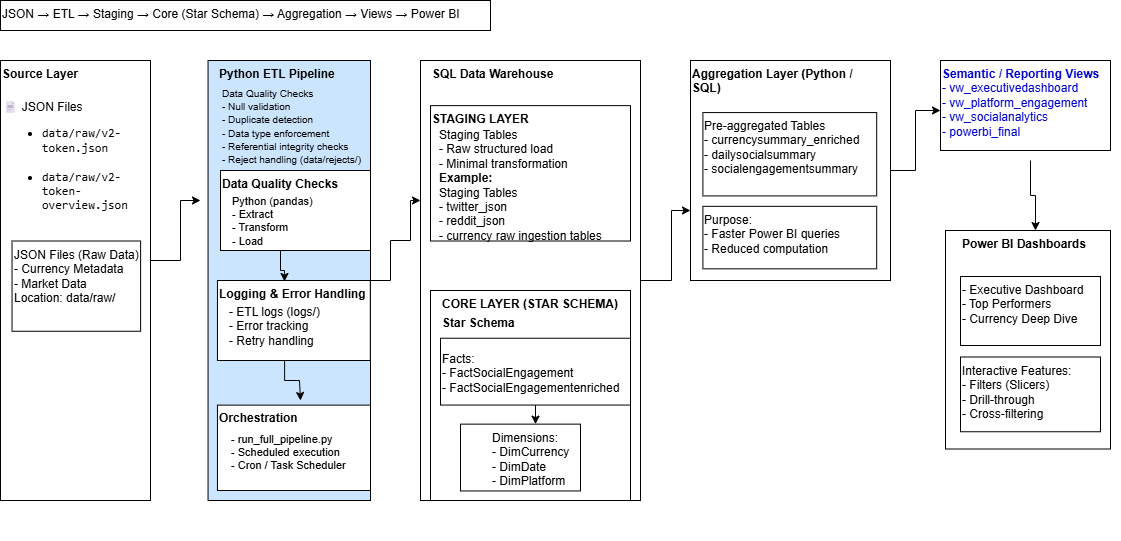 JSON → ETL → Staging → Core (Star Schema) → Aggregation → Views → Power BI
Source Layer
JSON Files
• data/raw/v2-
token.json
• data/raw/v2-
token-
overview.json
JSON Files (Raw Data)
- Currency Metadata
- Market Data
Location: data/raw/
Python ETL Pipeline
Data Quality Checks
- Null validation
- Duplicate detection
- Data type enforcement
- Referential integrity checks
- Reject handling (data/rejects/)
Data Quality Checks
Python (pandas)
- Extract
- Transform
- Load
Logging & Error Handling
- ETL logs (logs/)
- Error tracking
- Retry handling
Orchestration
- run_full_pipeline.py
- Scheduled execution
- Cron / Task Scheduler
SQL Data Warehouse
STAGING LAYER
Staging Tables
- Raw structured load
- Minimal transformation
Example:
Staging Tables
- twitter_json
- reddit_json
- currency raw ingestion tables
CORE LAYER (STAR SCHEMA)
Star Schema
Facts:
- FactSocialEngagement
- FactSocialEngagementenriched
Dimensions:
- DimCurrency
- DimDate
- DimPlatform
Aggregation Layer (Python /
SQL)
Pre-aggregated Tables
- currencysummary_enriched
- dailysocialsummary
- socialengagementsummary
Purpose:
- Faster Power BI queries
- Reduced computation
Semantic / Reporting Views
- vw_executivedashboard
- vw_platform_engagement
- vw_socialanalytics
- powerbi_final
Power BI Dashboards
- Executive Dashboard
- Top Performers
- Currency Deep Dive
Interactive Features:
- Filters (Slicers)
- Drill-through
- Cross-filtering